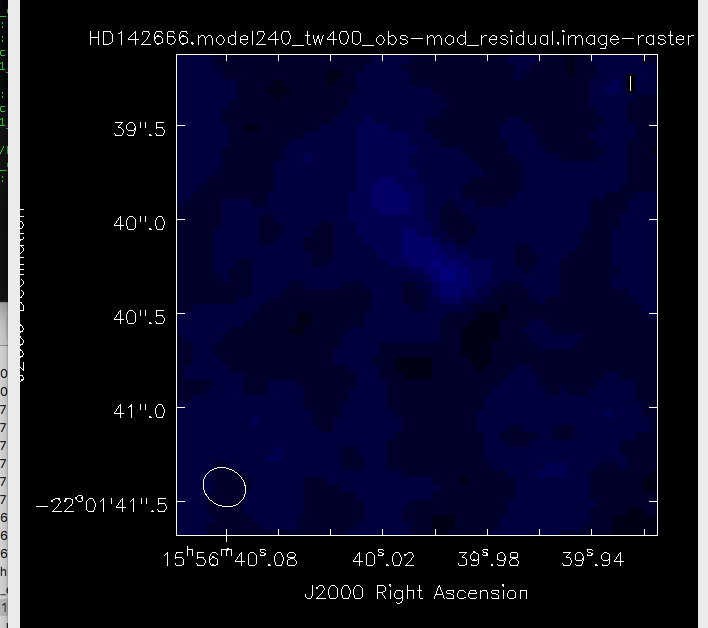 HD142666.model240_tw400_obs-mod_residual.image-raster
I
39".5
40".0
40".5
41".0
-22°01'41".5
J2000 Declination
15ʰ56ᵐ40ˢ.08
40ˢ.02
39ˢ.98
39ˢ.94
J2000 Right Ascension